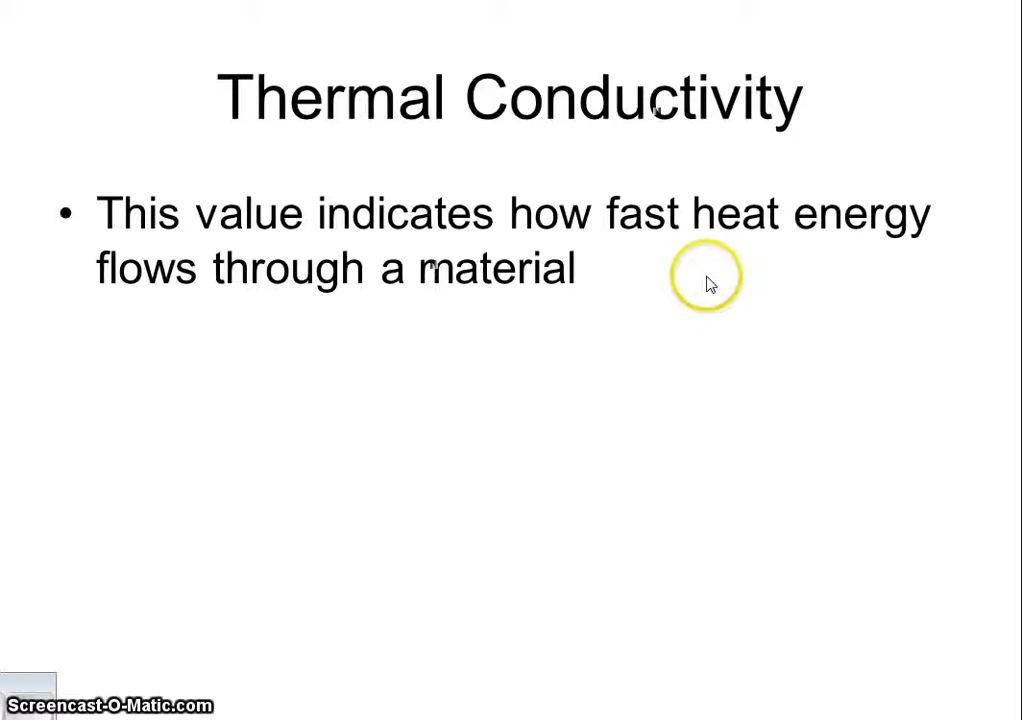 Thermal Conductivity
• This value indicates how fast heat energy
flows through a material
Screencast-O-Matic.com